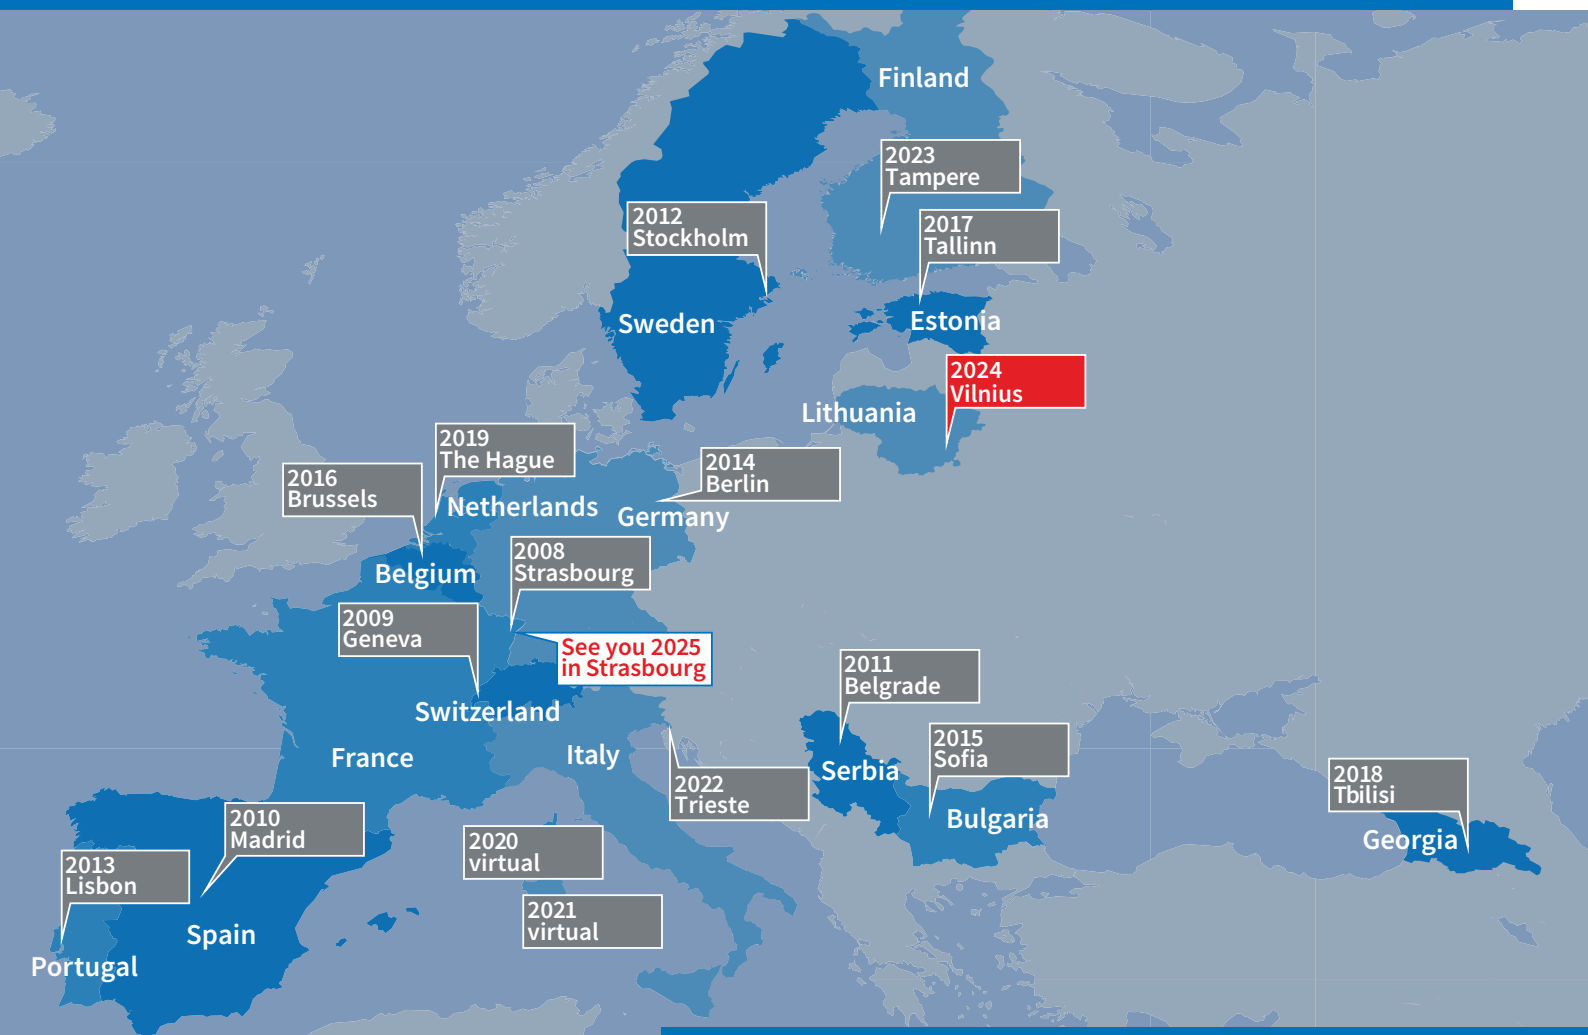 Finland
2023
Tampere
2012
Stockholm
2017
Tallinn
Sweden
Estonia
2024
Vilnius
Lithuania
2019
The Hague
2014
Berlin
2016
Brussels
Netherlands
Germany
2008
Strasbourg
Belgium
2009
Geneva
See you 2025
in Strasbourg
2011
Belgrade
Switzerland
2015
Sofia
France
Italy
Serbia
2018
Tbilisi
2022
Trieste
2010
Madrid
Bulgaria
Georgia
2020
virtual
2013
Lisbon
2021
virtual
Spain
Portugal